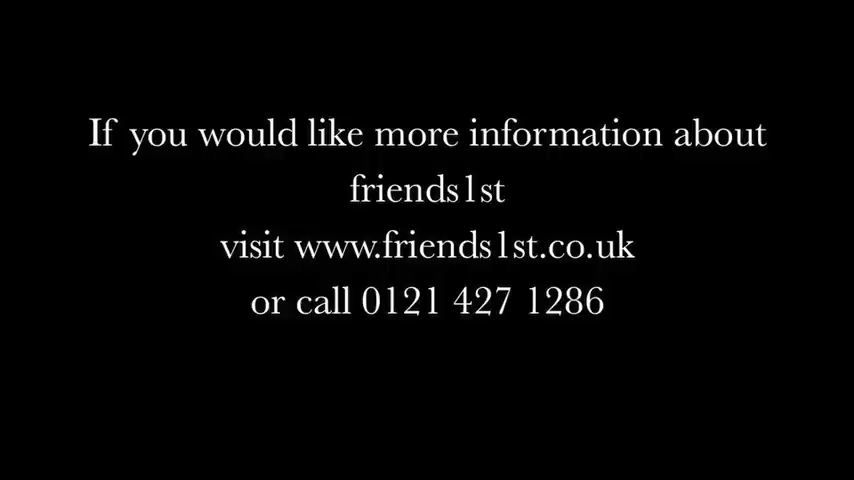 If you would like more information about
friends1st
visit www.friends1st.co.uk
or call 0121 427 1286